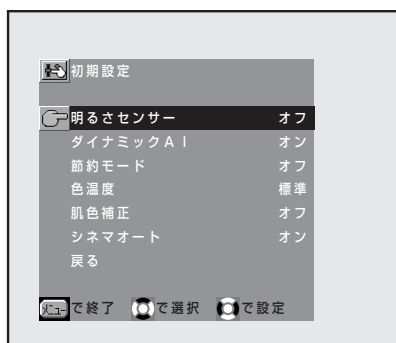 初期設定
明るさセンサー オフ
ダイナミックAI オン
節約モード オフ
色温度 標準
肌色補正 オフ
シネマオート オン
戻る
メニューで終了 で選択 で設定